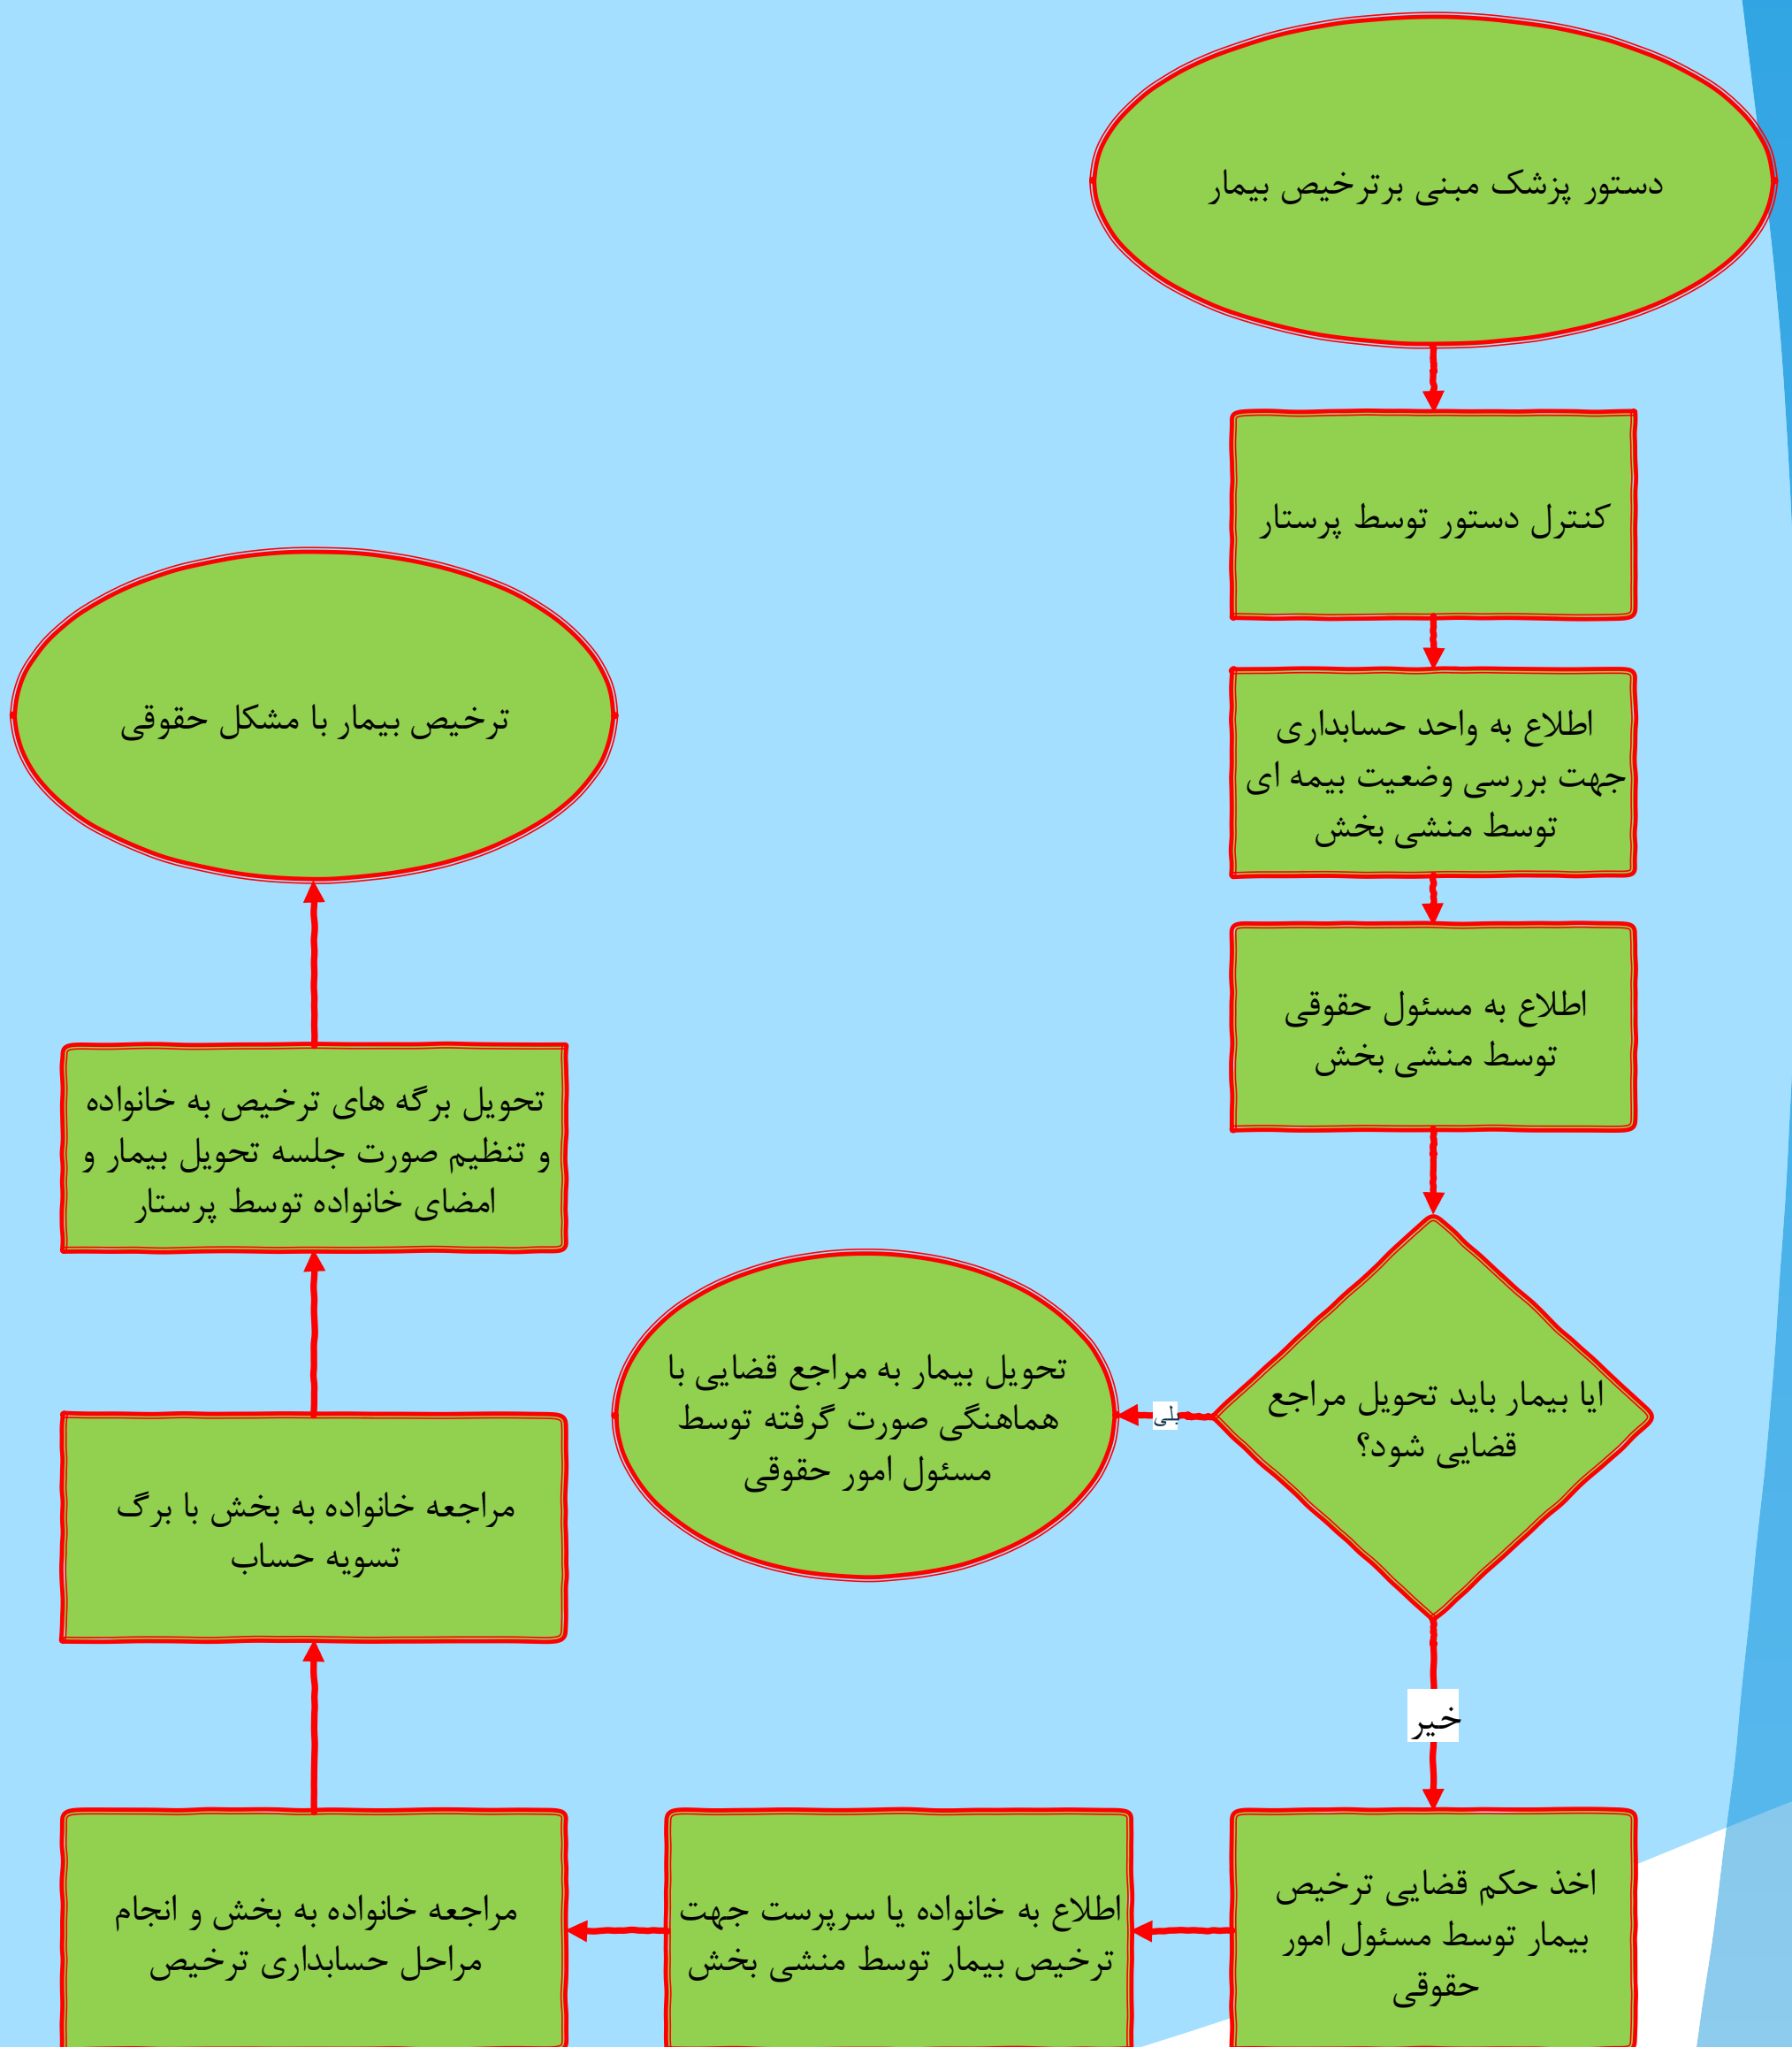 دستور پزشک مبنی برترخیص بیمار
کنترل دستور توسط پرستار
اطلاع به واحد حسابداری
جهت بررسی وضعیت بیمه ای
توسط منشی بخش
اطلاع به مسئول حقوقی
توسط منشی بخش
ایا بیمار باید تحویل مراجع
قضایی شود؟
بلی
تحویل بیمار به مراجع قضایی با
هماهنگی صورت گرفته توسط
مسئول امور حقوقی
خیر
اخذ حکم قضایی ترخیص
بیمار توسط مسئول امور
حقوقی
اطلاع به خانواده یا سرپرست جهت
ترخیص بیمار توسط منشی بخش
مراجعه خانواده به بخش و انجام
مراحل حسابداری ترخیص
مراجعه خانواده به بخش با برگ
تسویه حساب
تحویل برگه های ترخیص به خانواده
و تنظیم صورت جلسه تحویل بیمار و
امضای خانواده توسط پرستار
ترخیص بیمار با مشکل حقوقی